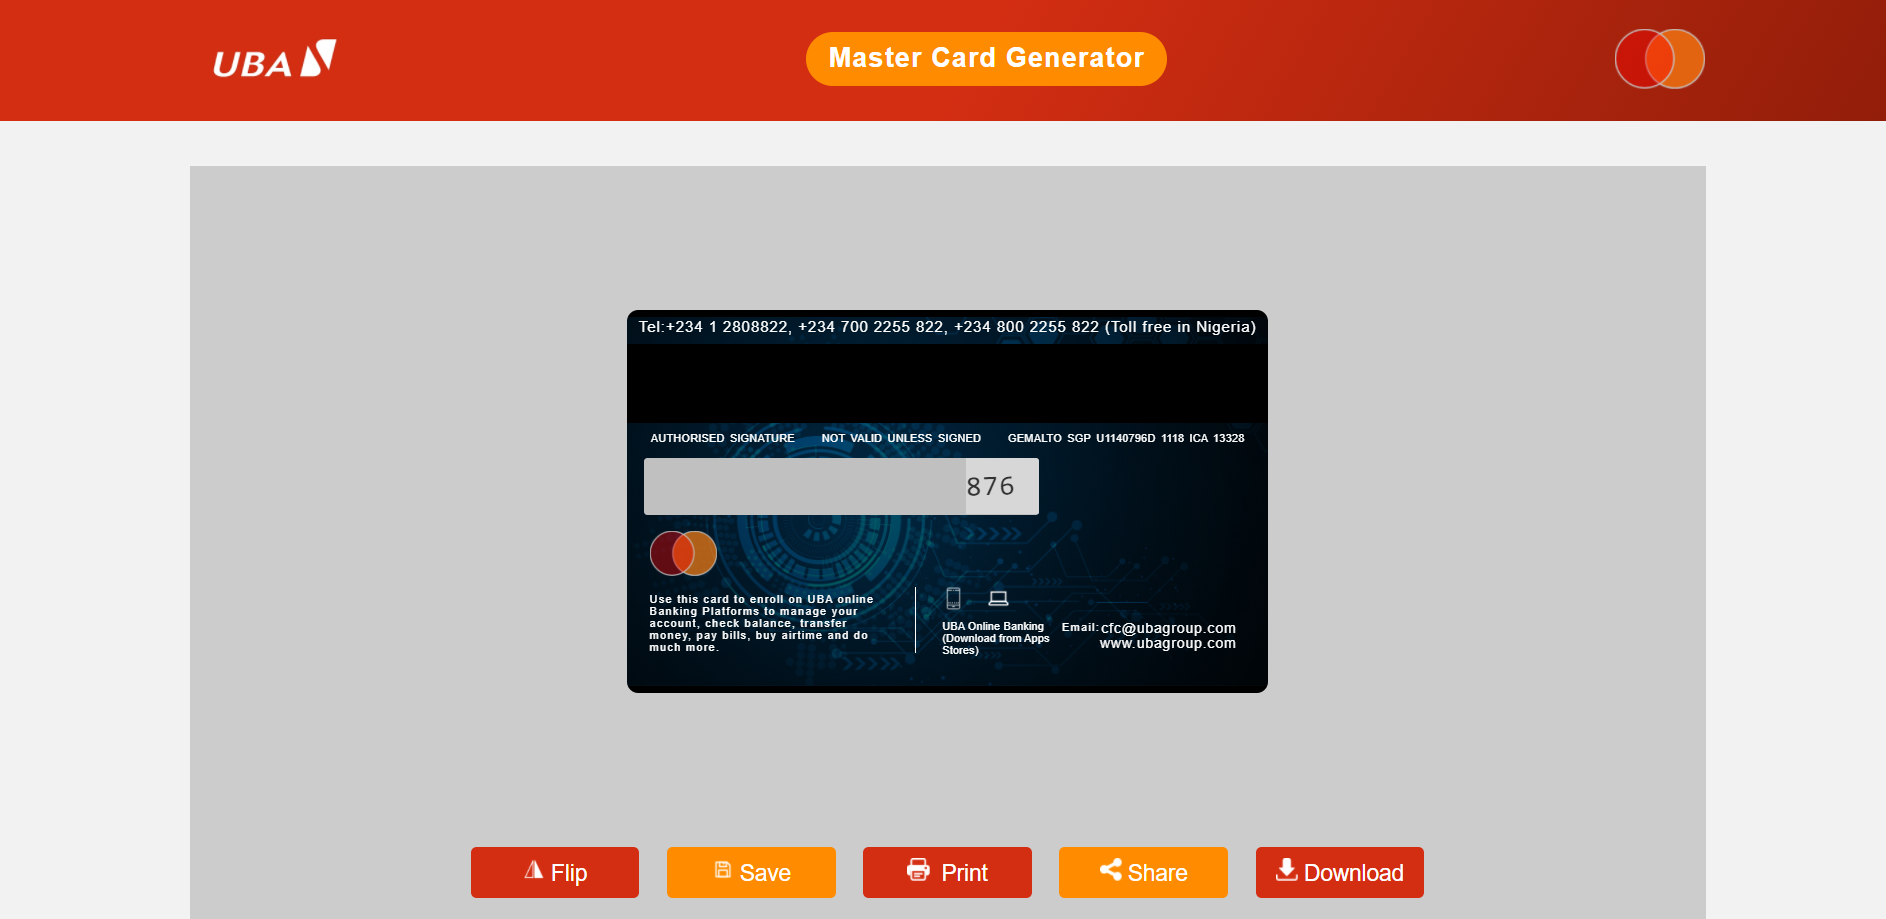 UBA
Master Card Generator
Tel:+234 1 2808822, +234 700 2255 822, +234 800 2255 822 (Toll free in Nigeria)
AUTHORISED SIGNATURE NOT VALID UNLESS SIGNED GEMALTO SGP U1140796D 1118 ICA 13328
876
Use this card to enroll on UBA online
Banking Platforms to manage your
account, check balance, transfer
money, pay bills, buy airtime and do
much more.
UBA Online Banking
(Download from Apps
Stores)
Email: cfc@ubagroup.com
www.ubagroup.com
Flip
Save
Print
Share
Download